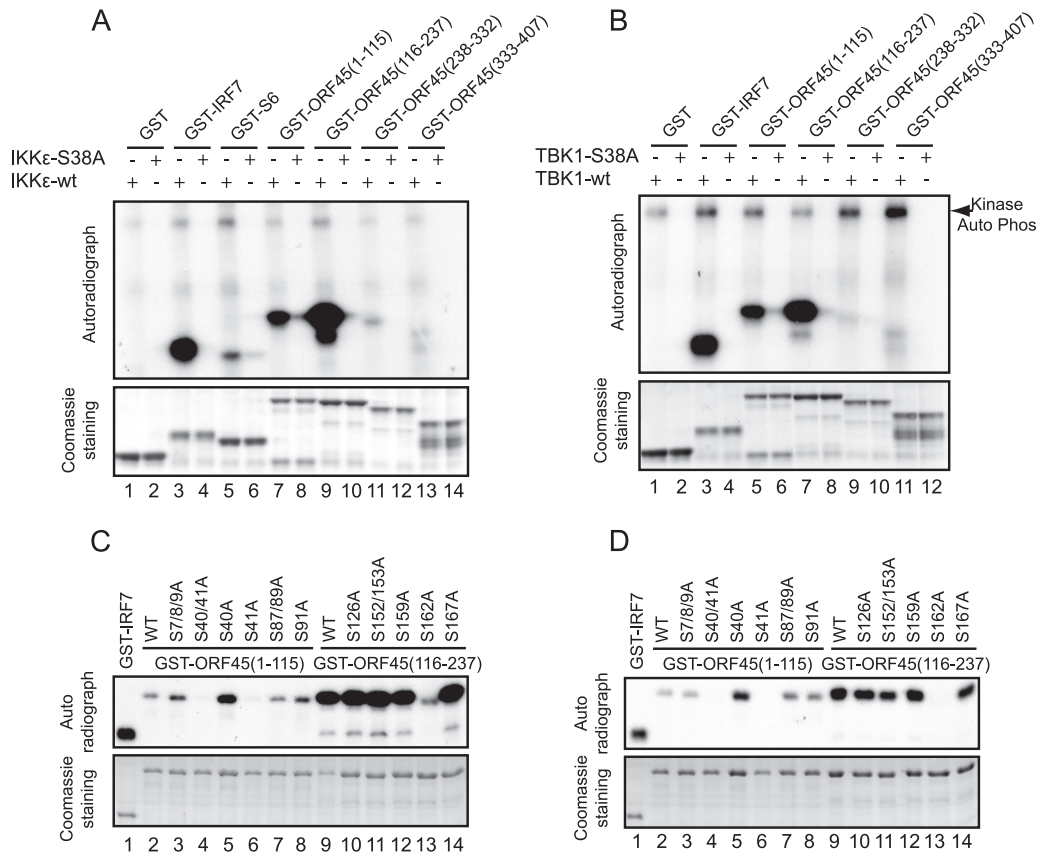 A
GST
GST-IRF7
GST-S6
GST-ORF45(1-115)
GST-ORF45(116-237)
GST-ORF45(238-332)
GST-ORF45(333-407)
IKKε-S38A - + - + - + - + - + - + - +
IKKε-wt + - + - + - + - + - + - + -
Autoradiograph
Coomassie
staining
1 2 3 4 5 6 7 8 9 10 11 12 13 14
B
GST
GST-IRF7
GST-ORF45(1-115)
GST-ORF45(116-237)
GST-ORF45(238-332)
GST-ORF45(333-407)
TBK1-S38A - + - + - + - + - + - +
TBK1-wt + - + - + - + - + - + -
Kinase
Auto Phos
Autoradiograph
Coomassie
staining
1 2 3 4 5 6 7 8 9 10 11 12
C
GST-IRF7
WT
S7/8/9A
S40/41A
S40A
S41A
S87/89A
S91A
WT
S126A
S152/153A
S159A
S162A
S167A
GST-ORF45(1-115) GST-ORF45(116-237)
Auto
radiograph
Coomassie
staining
1 2 3 4 5 6 7 8 9 10 11 12 13 14
D
GST-IRF7
WT
S7/8/9A
S40/41A
S40A
S41A
S87/89A
S91A
WT
S126A
S152/153A
S159A
S162A
S167A
GST-ORF45(1-115) GST-ORF45(116-237)
Auto
radiograph
Coomassie
staining
1 2 3 4 5 6 7 8 9 10 11 12 13 14